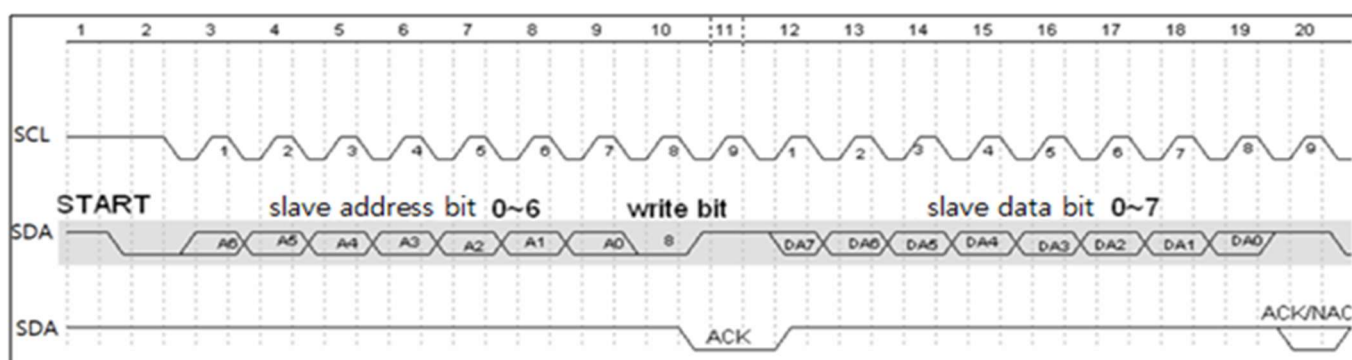 1 2 3 4 5 6 7 8 9 10 11 12 13 14 15 16 17 18 19 20
SCL 1 2 3 4 5 6 7 8 9 1 2 3 4 5 6 7 8 9
START slave address bit 0~6 write bit slave data bit 0~7
SDA A6 A5 A4 A3 A2 A1 A0 8 DA7 DA6 DA5 DA4 DA3 DA2 DA1 DA0
ACK/NAC
SDA ACK